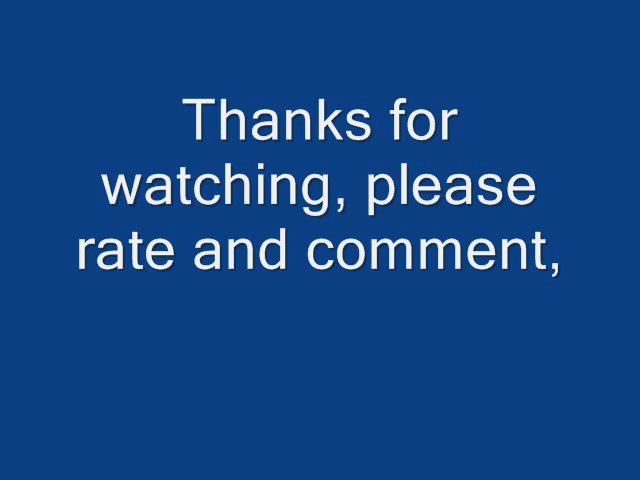 Thanks for
watching, please
rate and comment,